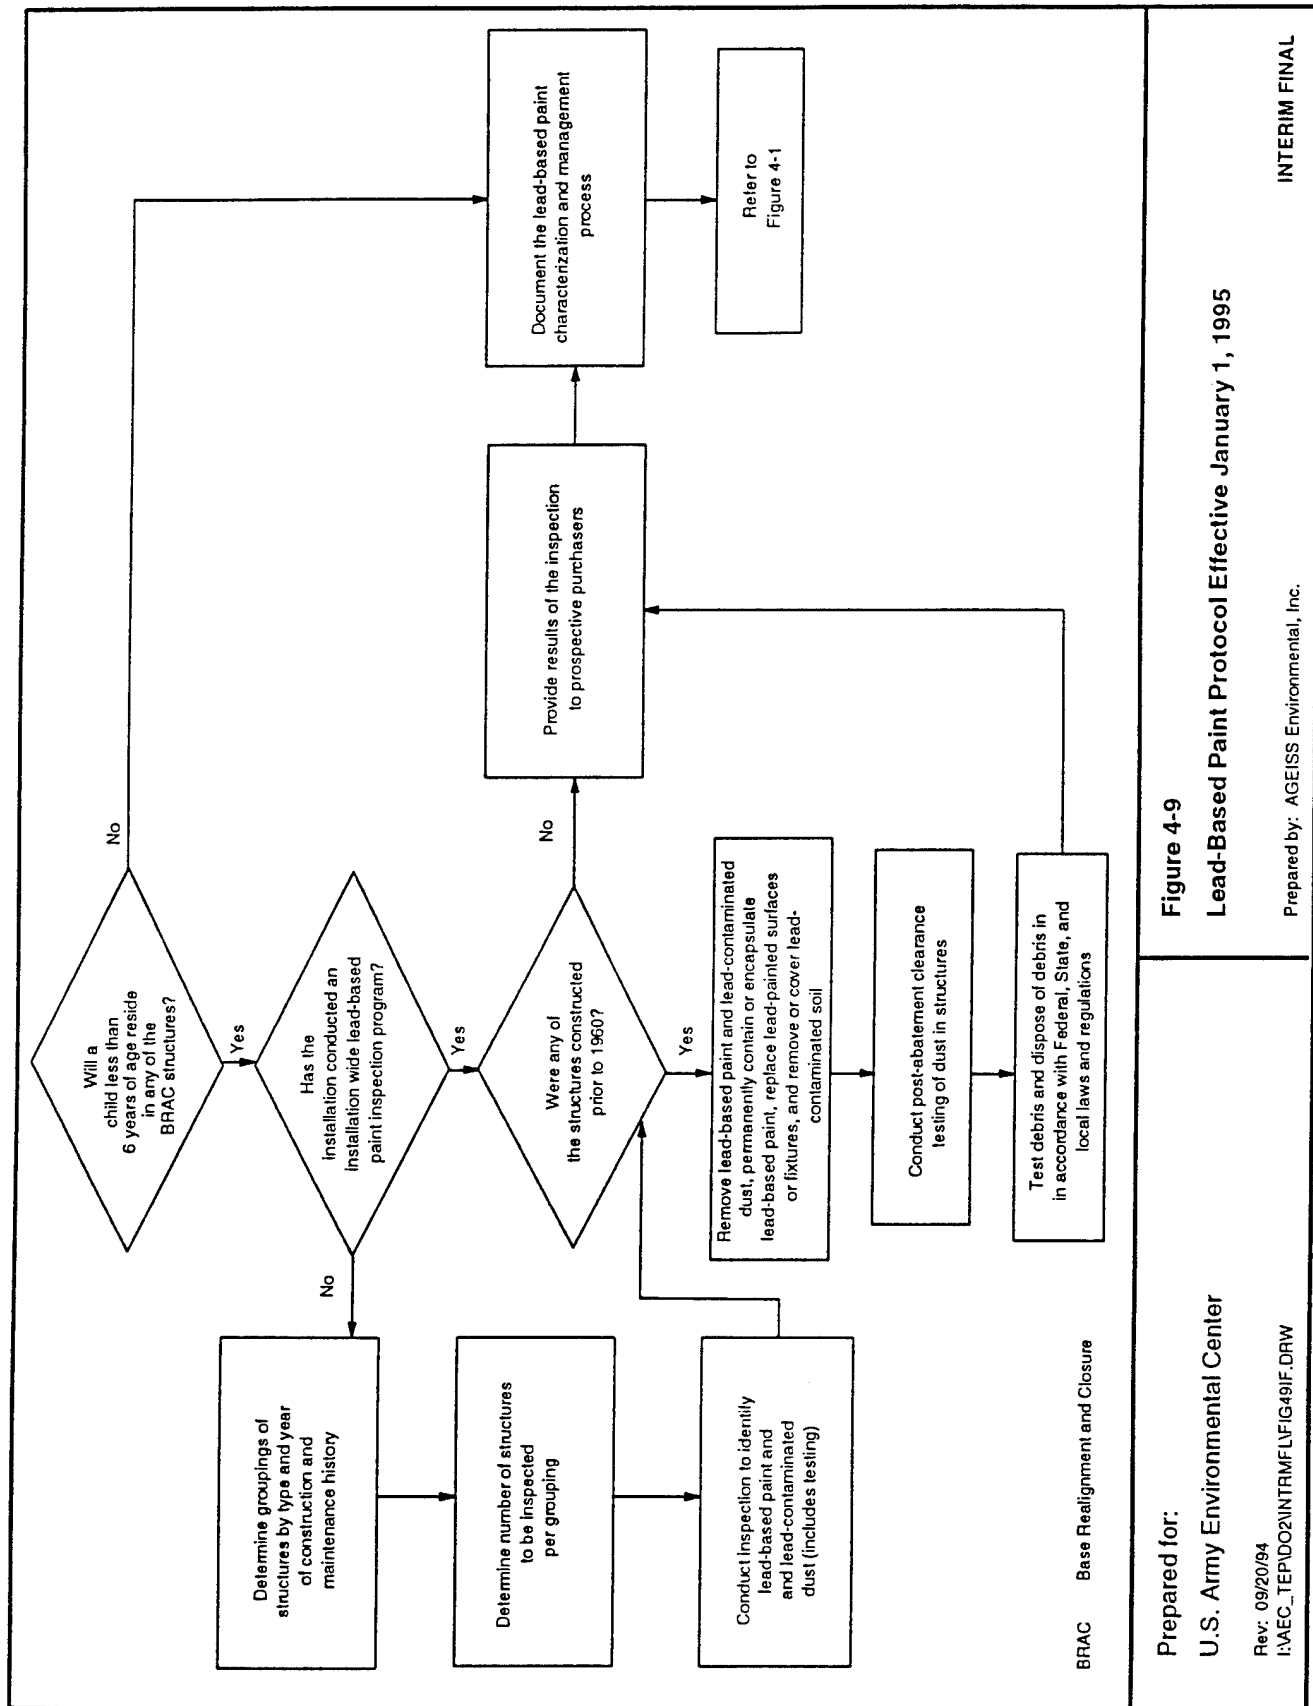 Will a
child less than
6 years of age reside
in any of the
BRAC structures?
No
Yes
Has the
installation conducted an
installation wide lead-based
paint inspection program?
No
Yes
Determine groupings of
structures by type and year
of construction and
maintenance history
Determine number of structures
to be inspected
per grouping
Conduct inspection to identify
lead-based paint and
and lead-contaminated
dust (includes testing)
Were any of
the structures constructed
prior to 1960?
No
Yes
Remove lead-based paint and lead-contaminated
dust, permanently contain or encapsulate
lead-based paint, replace lead-painted surfaces
or fixtures, and remove or cover lead-
contaminated soil
Conduct post-abatement clearance
testing of dust in structures
Test debris and dispose of debris in
in accordance with Federal, State, and
local laws and regulations
Provide results of the inspection
to prospective purchasers
Document the lead-based paint
characterization and management
process
Refer to
Figure 4-1
BRAC Base Realignment and Closure
Prepared for:
U.S. Army Environmental Center
Rev: 09/20/94
I:\AEC_TEP\DO2\INTRMFL\FIG49IF.DRW
Figure 4-9
Lead-Based Paint Protocol Effective January 1, 1995
Prepared by: AGEISS Environmental, Inc.
INTERIM FINAL